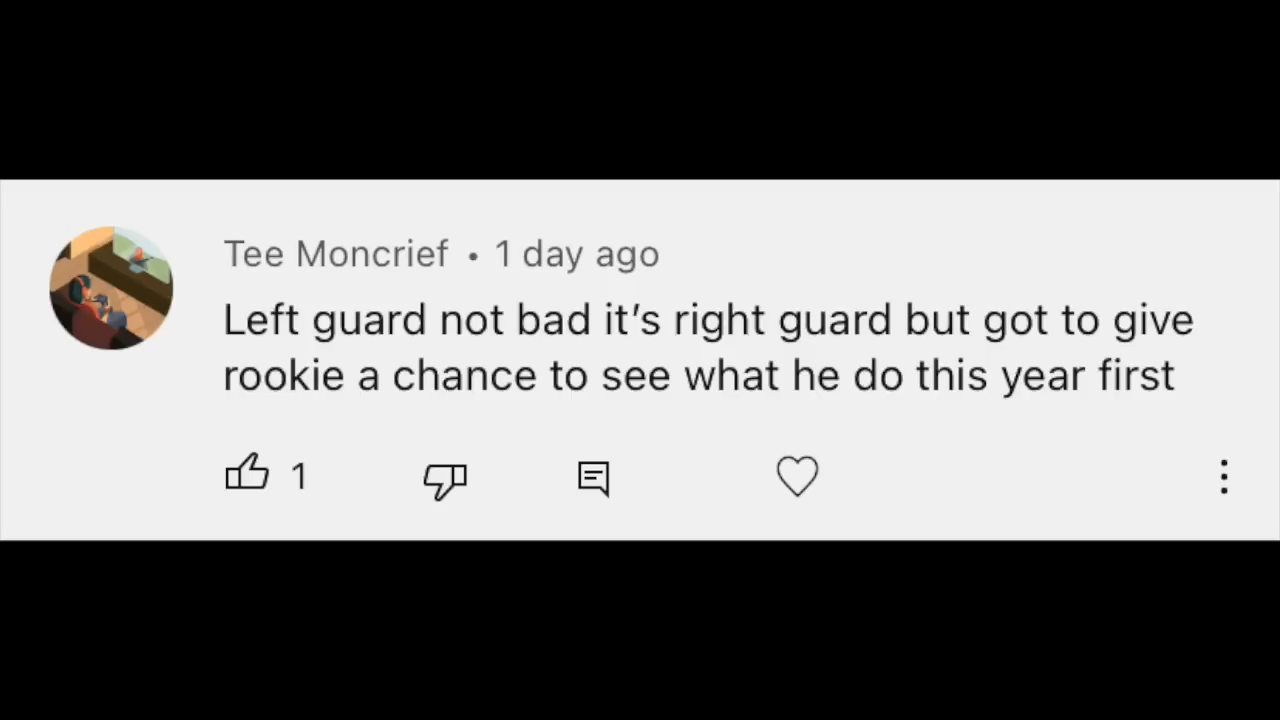 Tee Moncrief • 1 day ago
Left guard not bad it’s right guard but got to give
rookie a chance to see what he do this year first
1